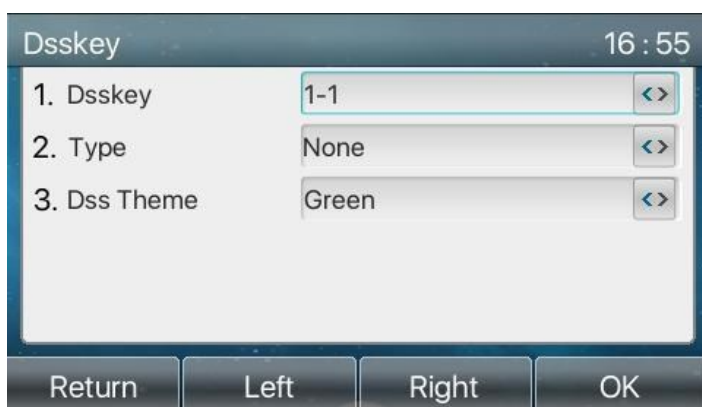 Dsskey 16 : 55
1. Dsskey 1-1 <>
2. Type None <>
3. Dss Theme Green <>
Return Left Right OK